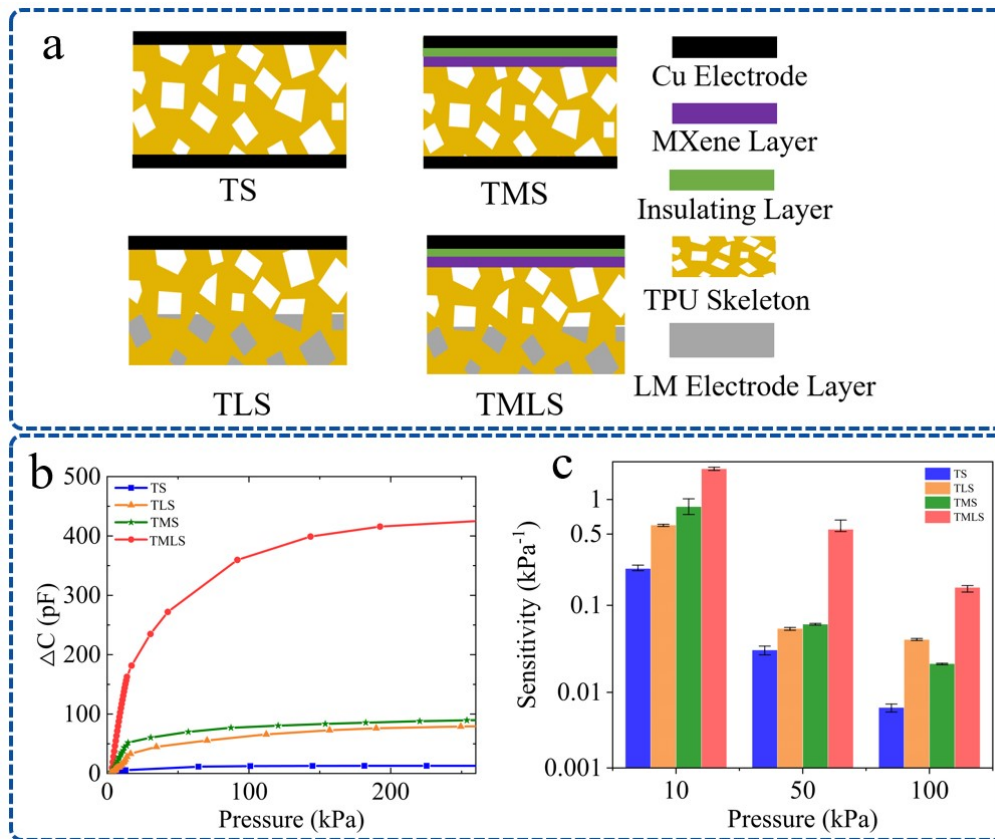 a
TS
TMS
TLS
TMLS
Cu Electrode
MXene Layer
Insulating Layer
TPU Skeleton
LM Electrode Layer
b
500
400
300
200
100
0
0
100
200
ΔC (pF)
Pressure (kPa)
TS
TLS
TMS
TMLS
c
1
0.5
0.1
0.01
0.001
10
50
100
Sensitivity (kPa⁻¹)
Pressure (kPa)
TS
TLS
TMS
TMLS